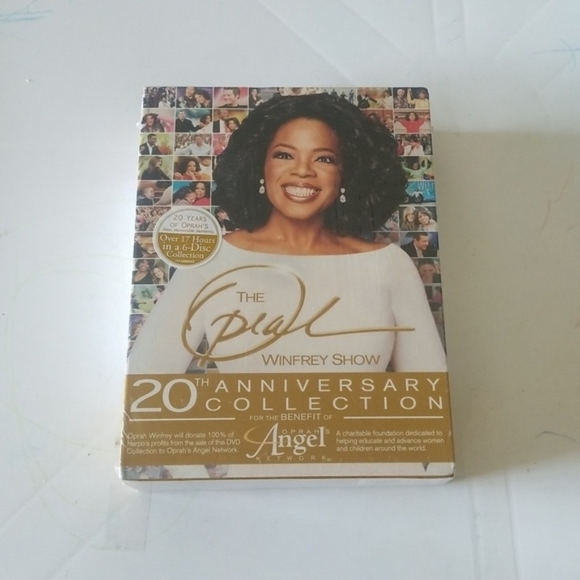 20 YEARS
OF OPRAH'S
Over 17 Hours
in a 6-Disc
Collection
THE
Oprah
WINFREY SHOW
20TH ANNIVERSARY
COLLECTION
FOR THE BENEFIT OF
OPRAH'S
Angel
NETWORK
Oprah Winfrey will donate 100% of
Harpo's profits from the sale of this DVD
Collection to Oprah's Angel Network.
A charitable foundation dedicated to
helping educate and advance women
and children around the world.